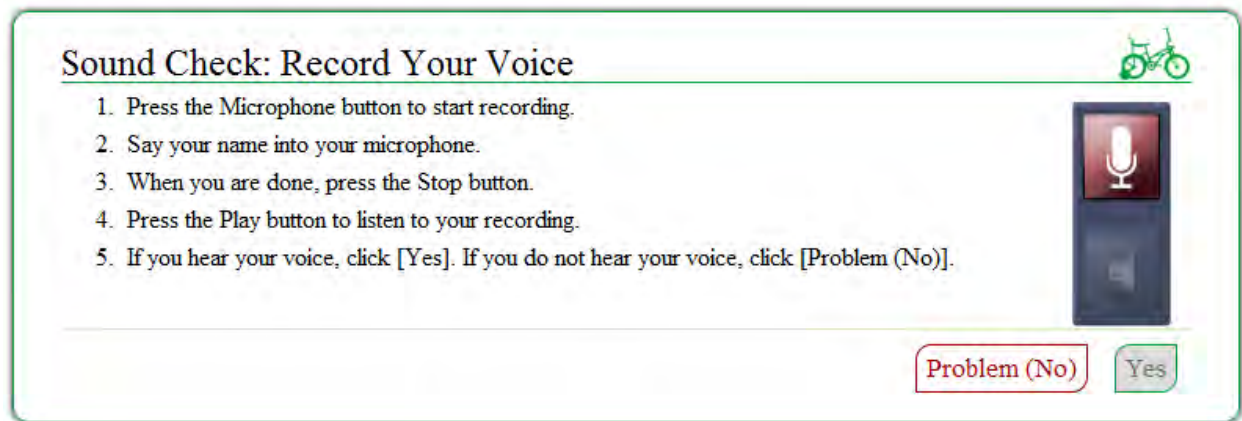 Sound Check: Record Your Voice
1. Press the Microphone button to start recording.
2. Say your name into your microphone.
3. When you are done, press the Stop button.
4. Press the Play button to listen to your recording.
5. If you hear your voice, click [Yes]. If you do not hear your voice, click [Problem (No)].
Problem (No) Yes